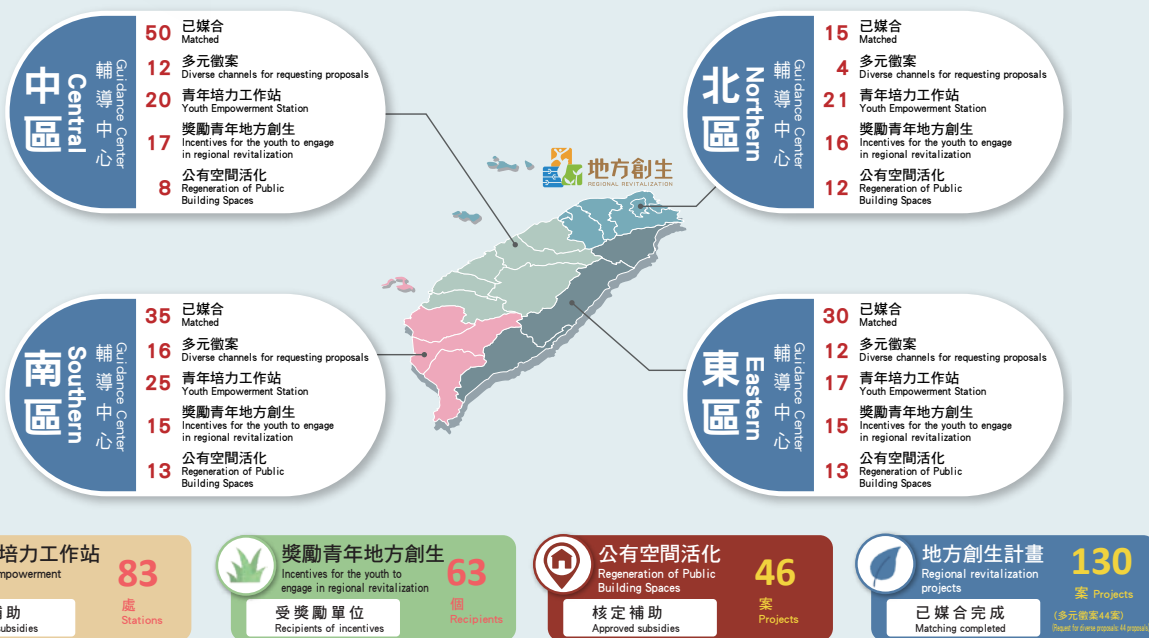 中區
Central
輔導中心
Guidance Center
50 已媒合
Matched
12 多元徵案
Diverse channels for requesting proposals
20 青年培力工作站
Youth Empowerment Station
17 獎勵青年地方創生
Incentives for the youth to engage
in regional revitalization
8 公有空間活化
Regeneration of Public
Building Spaces
北區
Northern
輔導中心
Guidance Center
15 已媒合
Matched
4 多元徵案
Diverse channels for requesting proposals
21 青年培力工作站
Youth Empowerment Station
16 獎勵青年地方創生
Incentives for the youth to engage
in regional revitalization
12 公有空間活化
Regeneration of Public
Building Spaces
地方創生
REGIONAL REVITALIZATION
南區
Southern
輔導中心
Guidance Center
35 已媒合
Matched
16 多元徵案
Diverse channels for requesting proposals
25 青年培力工作站
Youth Empowerment Station
15 獎勵青年地方創生
Incentives for the youth to engage
in regional revitalization
13 公有空間活化
Regeneration of Public
Building Spaces
東區
Eastern
輔導中心
Guidance Center
30 已媒合
Matched
12 多元徵案
Diverse channels for requesting proposals
17 青年培力工作站
Youth Empowerment Station
15 獎勵青年地方創生
Incentives for the youth to engage
in regional revitalization
13 公有空間活化
Regeneration of Public
Building Spaces
培力工作站
mpowerment
83
處
Stations
補助
subsidies
獎勵青年地方創生
Incentives for the youth to
engage in regional revitalization
63
個
Recipients
受獎勵單位
Recipients of incentives
公有空間活化
Regeneration of Public
Building Spaces
46
案
Projects
核定補助
Approved subsidies
地方創生計畫
Regional revitalization
projects
130
案 Projects
已媒合完成
Matching completed
(多元徵案44案)
(Request for diverse proposals: 44 proposals)